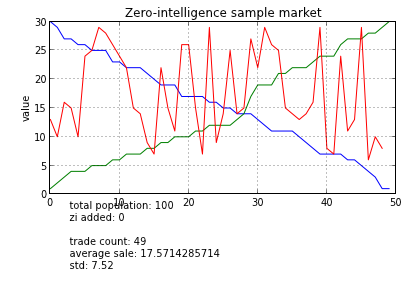 Zero-intelligence sample market
30
25
20
15
10
5
0
value
0 10 20 30 40 50
total population: 100
zi added: 0
trade count: 49
average sale: 17.5714285714
std: 7.52